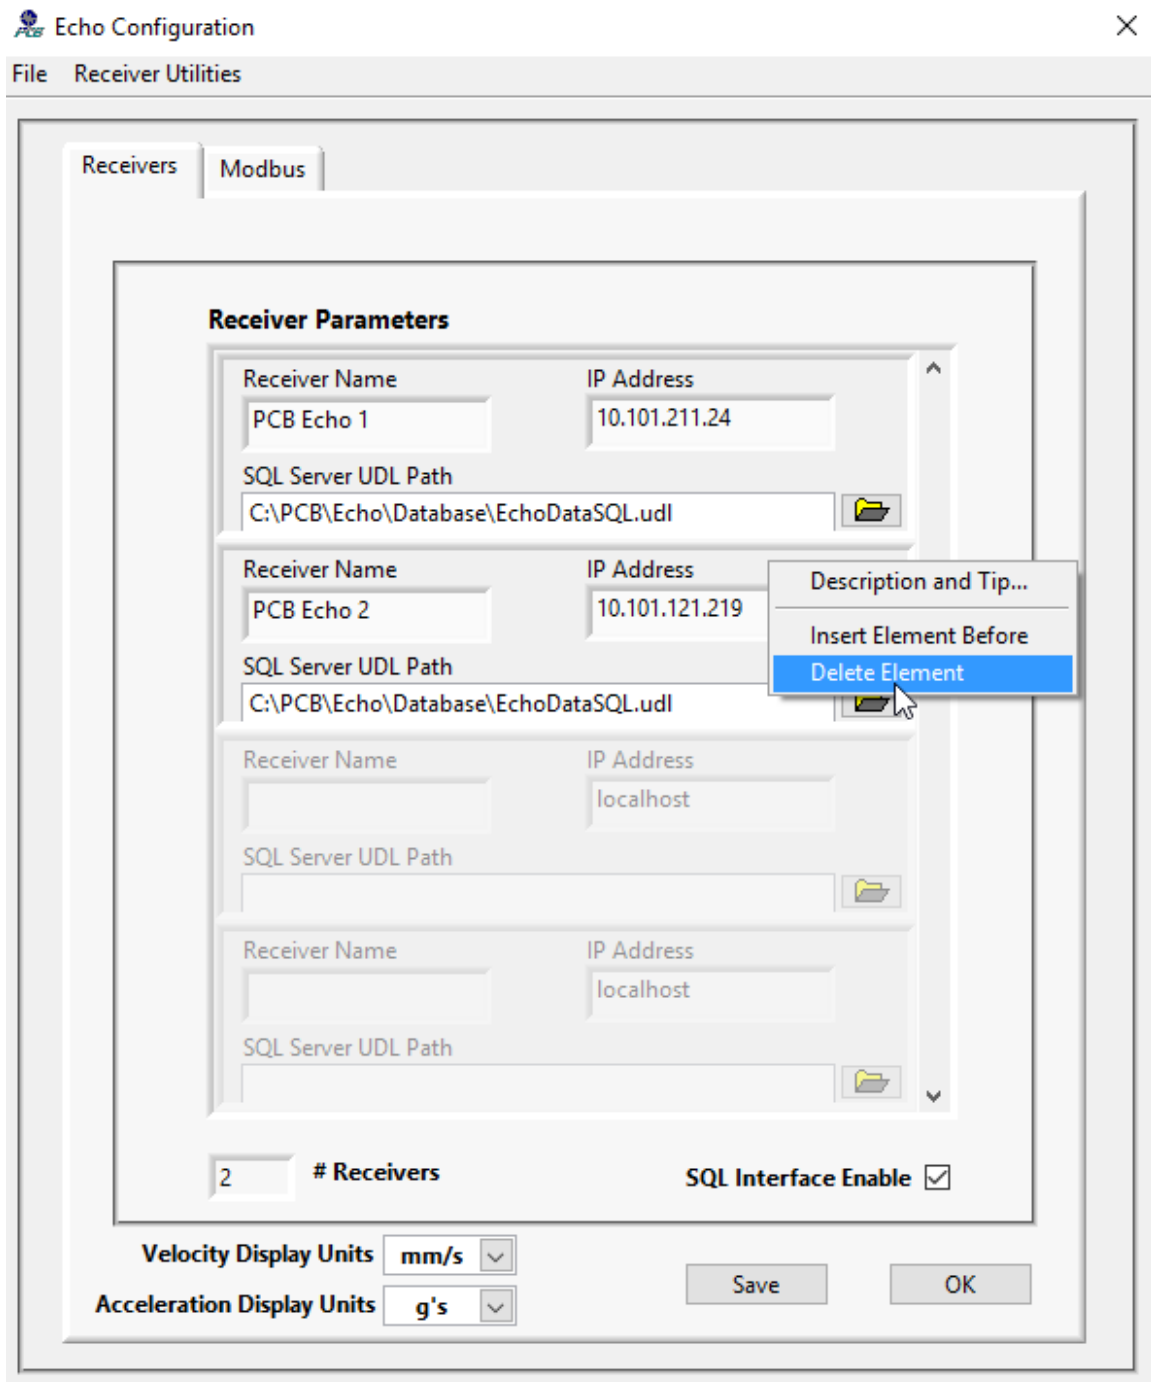 PCB Echo Configuration
File Receiver Utilities
Receivers Modbus
Receiver Parameters
Receiver Name IP Address
PCB Echo 1 10.101.211.24
SQL Server UDL Path
C:\PCB\Echo\Database\EchoDataSQL.udl
Receiver Name IP Address
PCB Echo 2 10.101.121.219
SQL Server UDL Path
C:\PCB\Echo\Database\EchoDataSQL.udl
Description and Tip...
Insert Element Before
Delete Element
Receiver Name IP Address
localhost
SQL Server UDL Path
Receiver Name IP Address
localhost
SQL Server UDL Path
2 # Receivers SQL Interface Enable
Velocity Display Units mm/s
Acceleration Display Units g's
Save OK